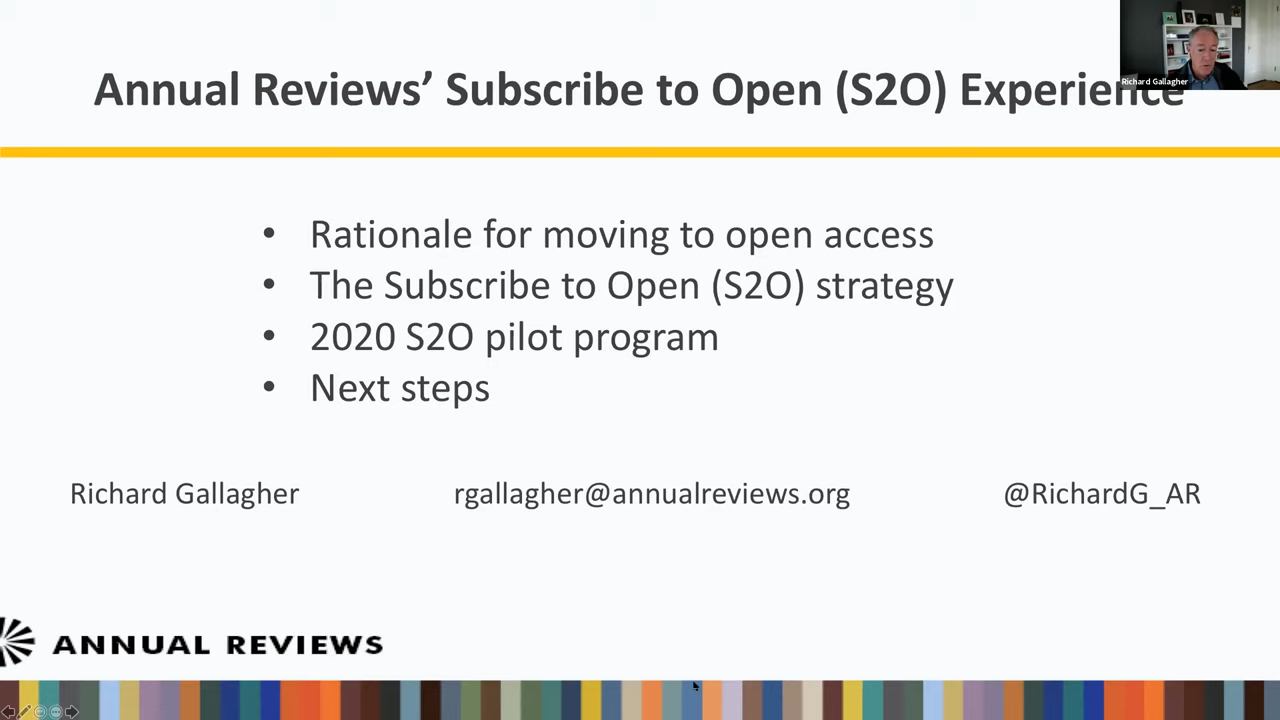 Annual Reviews’ Subscribe to Open (S2O) Experience
Richard Gallagher
• Rationale for moving to open access
• The Subscribe to Open (S2O) strategy
• 2020 S2O pilot program
• Next steps
Richard Gallagher rgallagher@annualreviews.org @RichardG_AR
ANNUAL REVIEWS